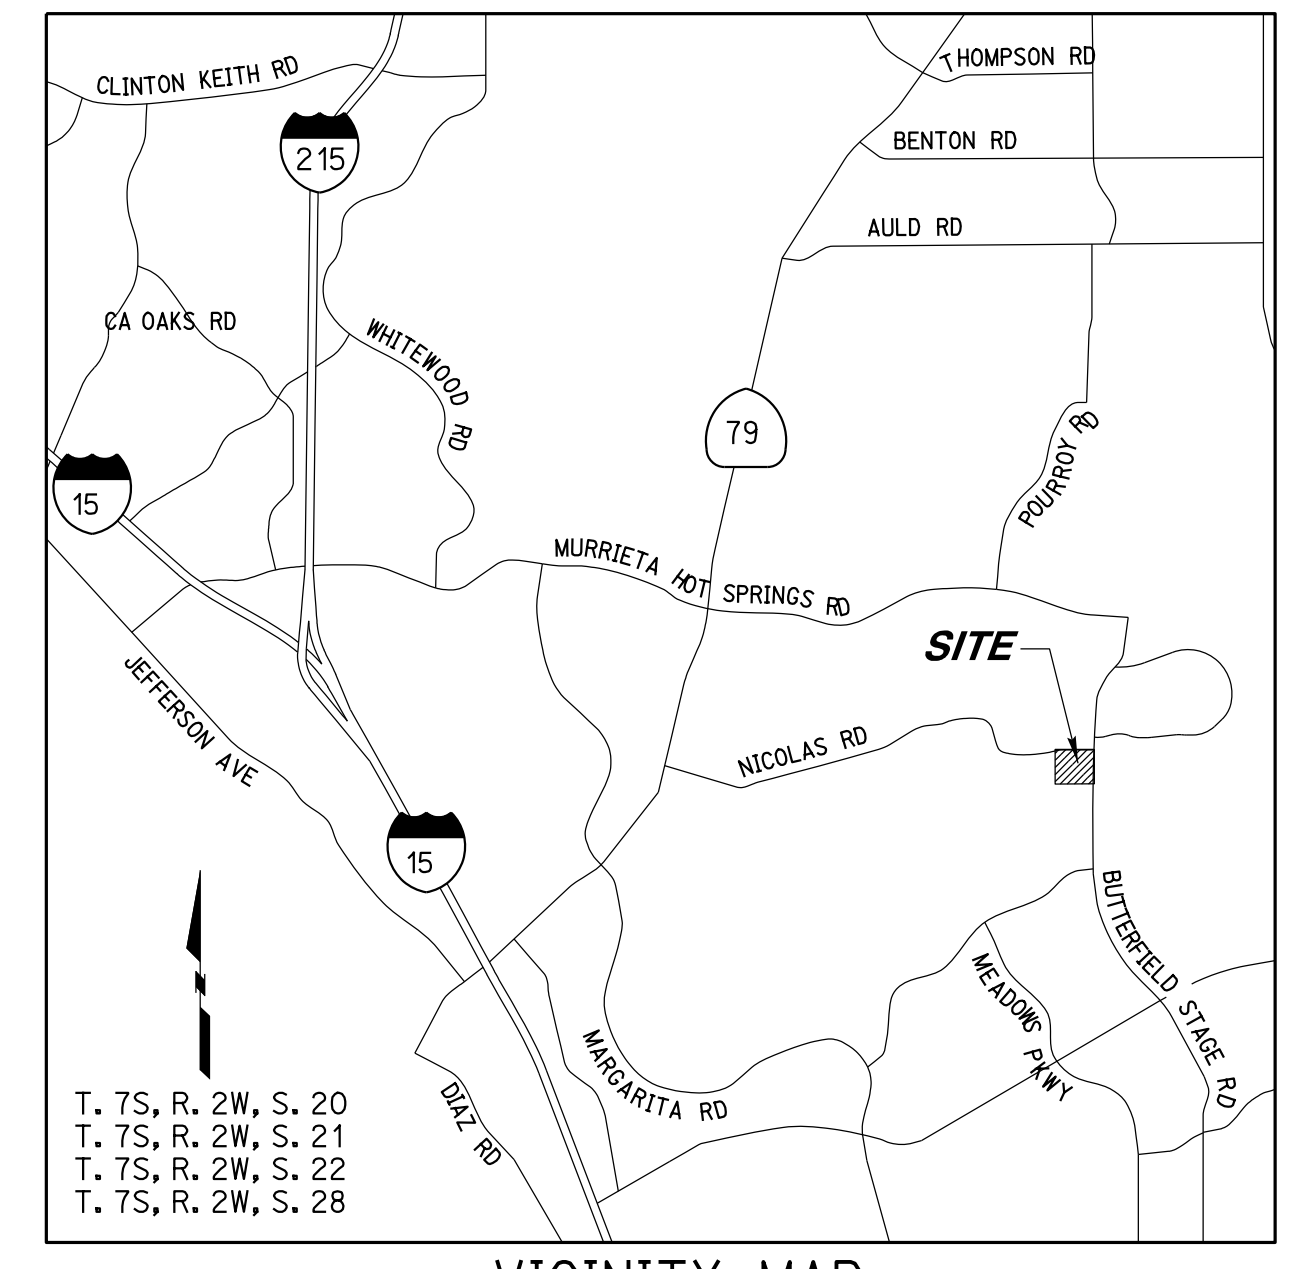 CLINTON KEITH RD
THOMPSON RD
BENTON RD
215
AULD RD
CA OAKS RD
WHITEWOOD RD
79
POURROY RD
15
MURRIETA HOT SPRINGS RD
SITE
JEFFERSON AVE
NICOLAS RD
15
BUTTERFIELD STAGE RD
MEADOWS PKWY
N
MARGARITA RD
DIAZ RD
T. 7S, R. 2W, S. 20
T. 7S, R. 2W, S. 21
T. 7S, R. 2W, S. 22
T. 7S, R. 2W, S. 28
VICINITY MAP